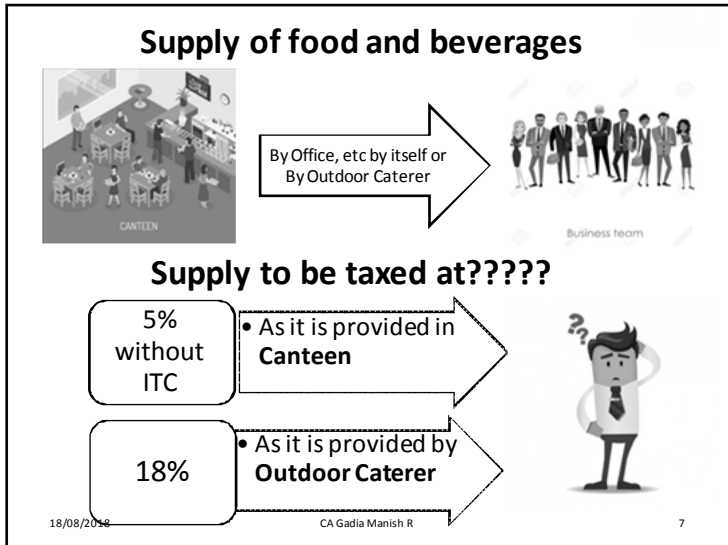 Supply of food and beverages
CANTEEN
By Office, etc by itself or
By Outdoor Caterer
Business team
Supply to be taxed at?????
5%
without
ITC
• As it is provided in
Canteen
18%
• As it is provided by
Outdoor Caterer
??
18/08/2018
CA Gadia Manish R
7